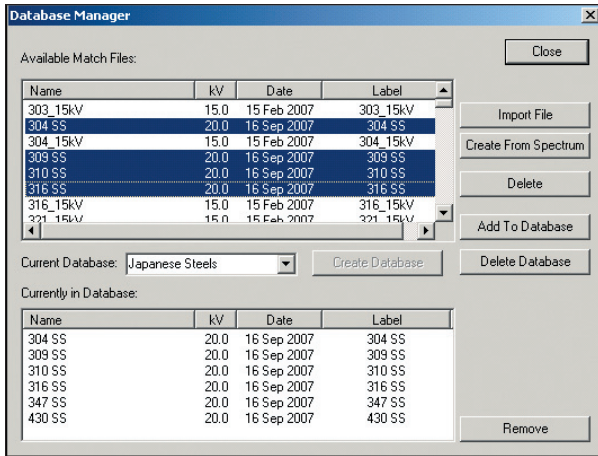 Database Manager
Close
Available Match Files:
Name kV Date Label
303_15kV 15.0 15 Feb 2007 303_15kV
304 SS 20.0 16 Sep 2007 304 SS
304_15kV 15.0 15 Feb 2007 304_15kV
309 SS 20.0 16 Sep 2007 309 SS
310 SS 20.0 16 Sep 2007 310 SS
316 SS 20.0 16 Sep 2007 316 SS
316_15kV 15.0 15 Feb 2007 316_15kV
321_15kV 15.0 15 Feb 2007 321_15kV
Import File
Create From Spectrum
Delete
Add To Database
Current Database: Japanese Steels Create Database Delete Database
Currently in Database:
Name kV Date Label
304 SS 20.0 16 Sep 2007 304 SS
309 SS 20.0 16 Sep 2007 309 SS
310 SS 20.0 16 Sep 2007 310 SS
316 SS 20.0 16 Sep 2007 316 SS
347 SS 20.0 16 Sep 2007 347 SS
430 SS 20.0 16 Sep 2007 430 SS
Remove